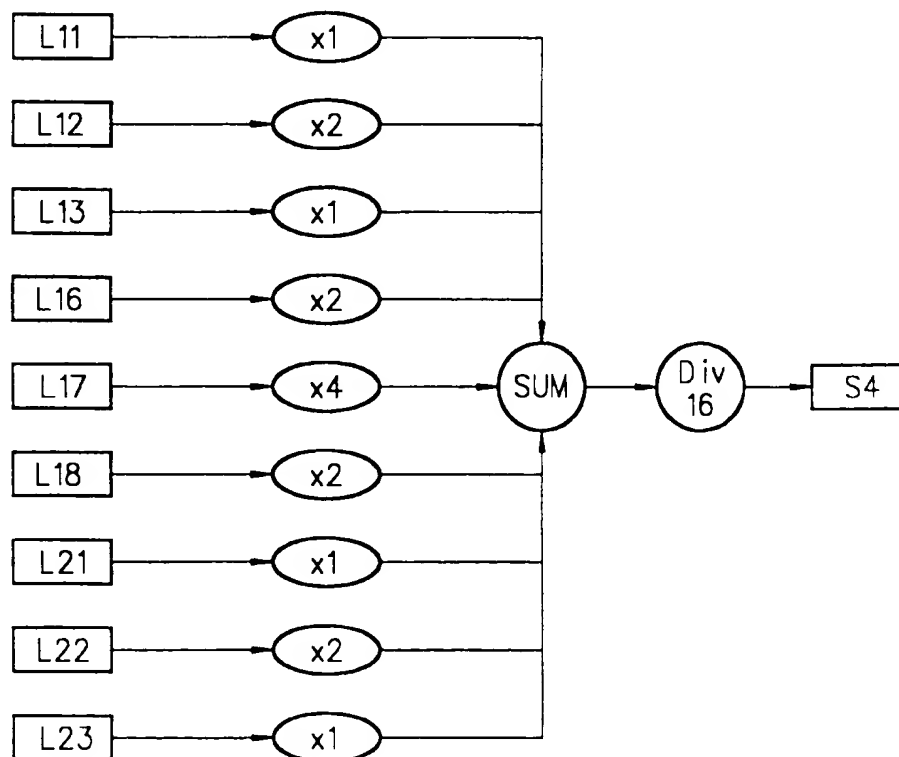 L11 x1
L12 x2
L13 x1
L16 x2
L17 x4 SUM Div 16 S4
L18 x2
L21 x1
L22 x2
L23 x1